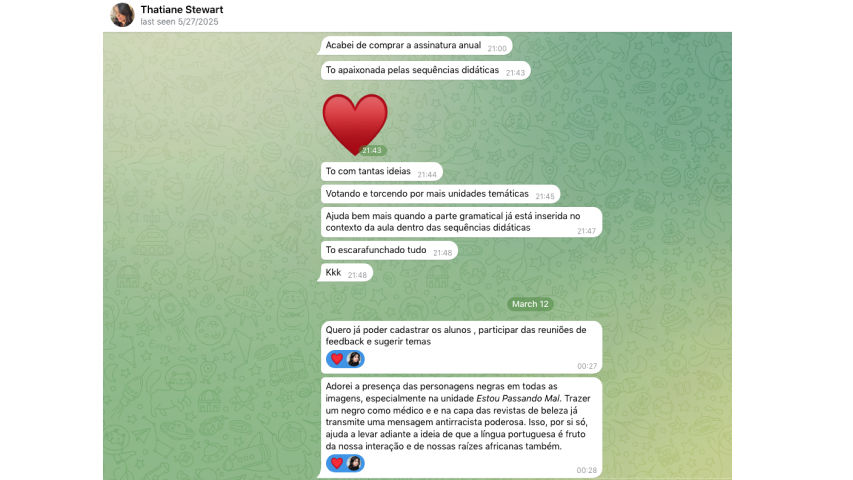 Thatiane Stewart
last seen 5/27/2025
Acabei de comprar a assinatura anual 21:00
To apaixonada pelas sequências didáticas 21:43
21:43
To com tantas ideias 21:44
Votando e torcendo por mais unidades temáticas 21:45
Ajuda bem mais quando a parte gramatical já está inserida no
contexto da aula dentro das sequências didáticas 21:47
To escarafunchado tudo 21:48
Kkk 21:48
March 12
Quero já poder cadastrar os alunos , participar das reuniões de
feedback e sugerir temas
00:27
Adorei a presença das personagens negras em todas as
imagens, especialmente na unidade Estou Passando Mal. Trazer
um negro como médico e e na capa das revistas de beleza já
transmite uma mensagem antirracista poderosa. Isso, por si só,
ajuda a levar adiante a ideia de que a língua portuguesa é fruto
da nossa interação e de nossas raízes africanas também.
00:28